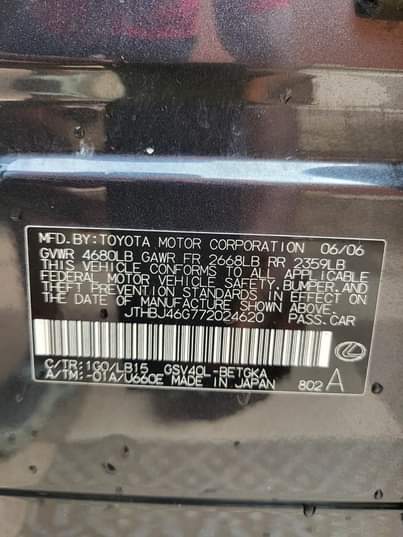 MFD.BY:TOYOTA MOTOR CORPORATION 06/06
GVWR 4680LB GAWR FR 2668LB RR 2359LB
THIS VEHICLE CONFORMS TO ALL APPLICABLE
FEDERAL MOTOR VEHICLE SAFETY,BUMPER,AND
THEFT PREVENTION STANDARDS IN EFFECT ON THE
DATE OF MANUFACTURE SHOWN ABOVE.
JTHBJ46G772024620 PASS.CAR
C/TR:1G0/LB15 GSV40L-BETGKA
A/TM:-01A/U660E MADE IN JAPAN 802 A